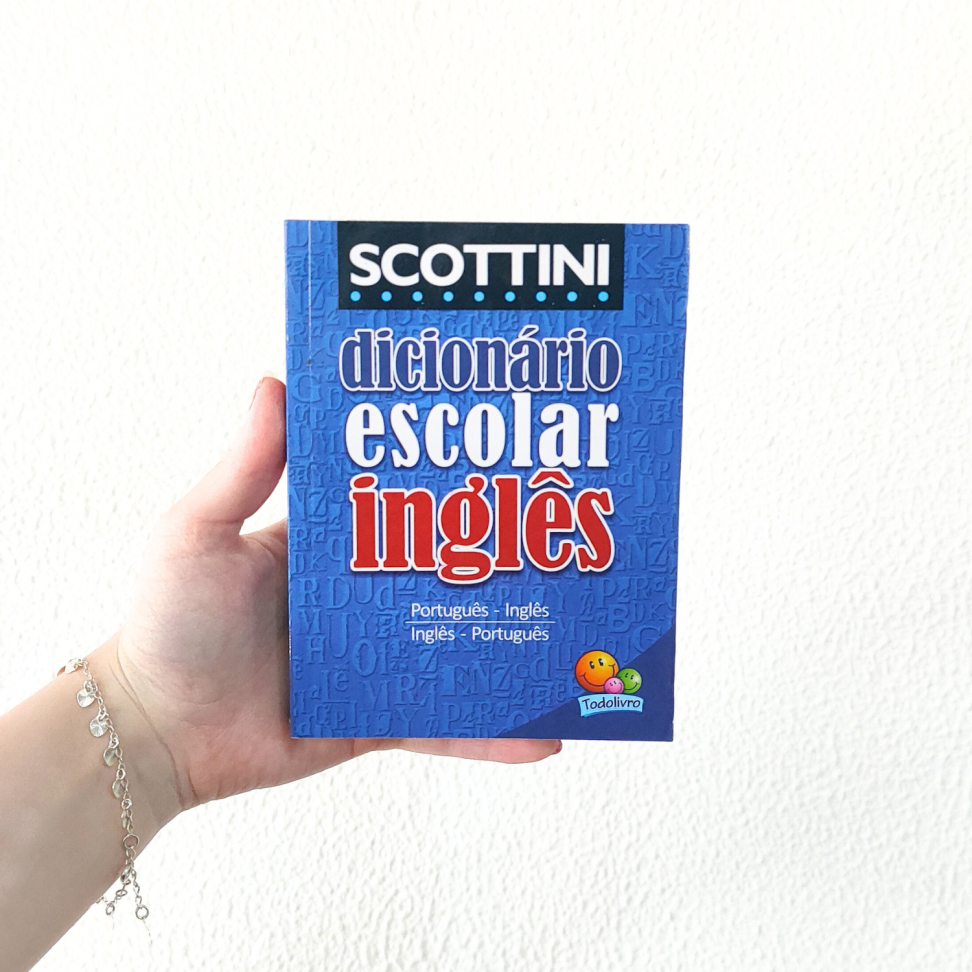 SCOTTINI
dicionário
escolar
inglês
Português - Inglês
Inglês - Português
Todolivro